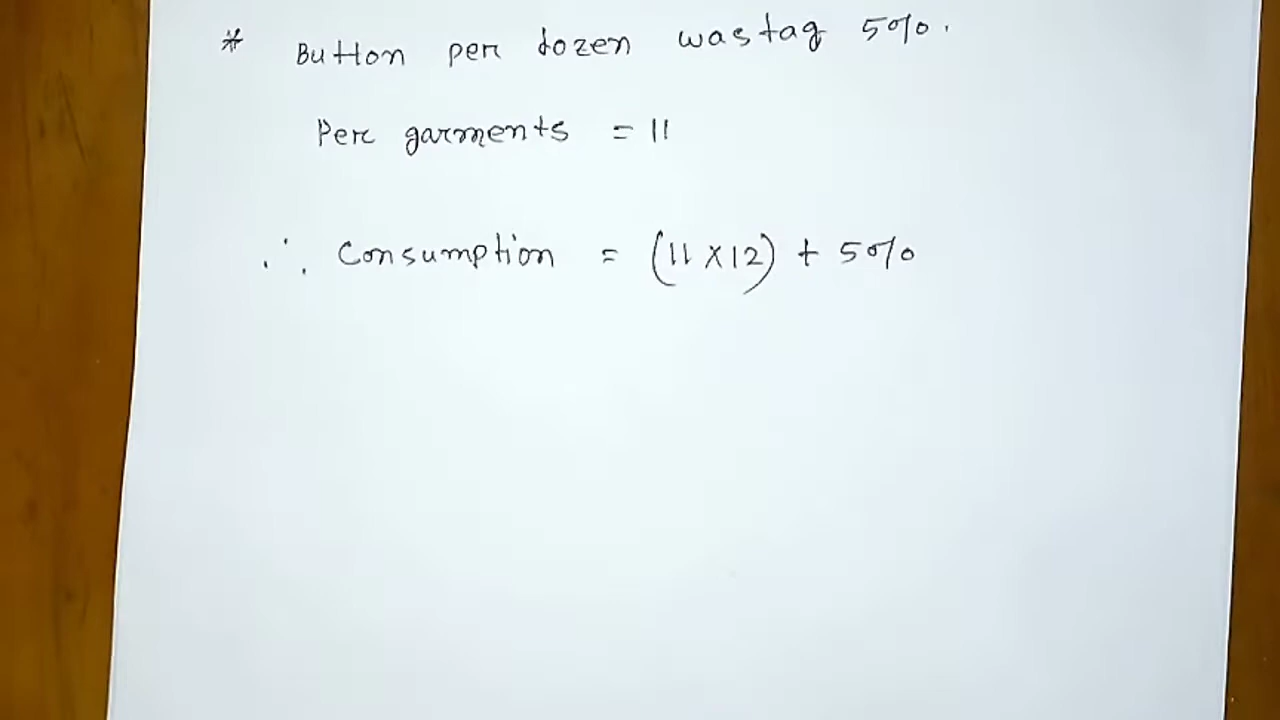 * Button per dozen wastag 5%.
Per garments = 11
∴ Consumption = (11 x 12) + 5%